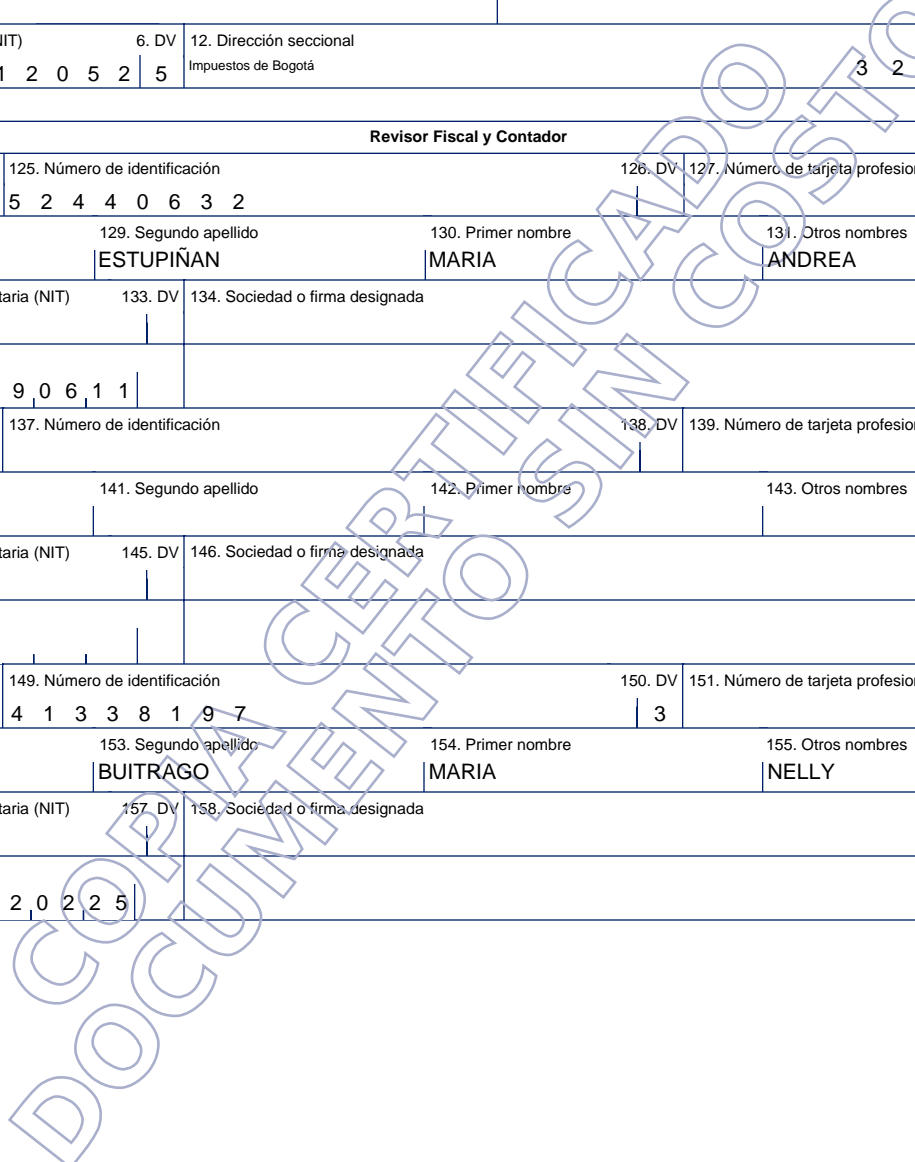 NIT) 6. DV 12. Dirección seccional
1 2 0 5 2 5 Impuestos de Bogotá 3 2
Revisor Fiscal y Contador
125. Número de identificación 126. DV 127. Número de tarjeta profesion
5 2 4 4 0 6 3 2
129. Segundo apellido 130. Primer nombre 131. Otros nombres
ESTUPIÑAN MARIA ANDREA
taria (NIT) 133. DV 134. Sociedad o firma designada
9 0 6 1 1
137. Número de identificación 138. DV 139. Número de tarjeta profesion
141. Segundo apellido 142. Primer nombre 143. Otros nombres
taria (NIT) 145. DV 146. Sociedad o firma designada
149. Número de identificación 150. DV 151. Número de tarjeta profesion
4 1 3 3 8 1 9 7 3
153. Segundo apellido 154. Primer nombre 155. Otros nombres
BUITRAGO MARIA NELLY
taria (NIT) 157. DV 158. Sociedad o firma designada
2 0 2 2 5
COPIA CERTIFICADO
DOCUMENTO SIN COSTO